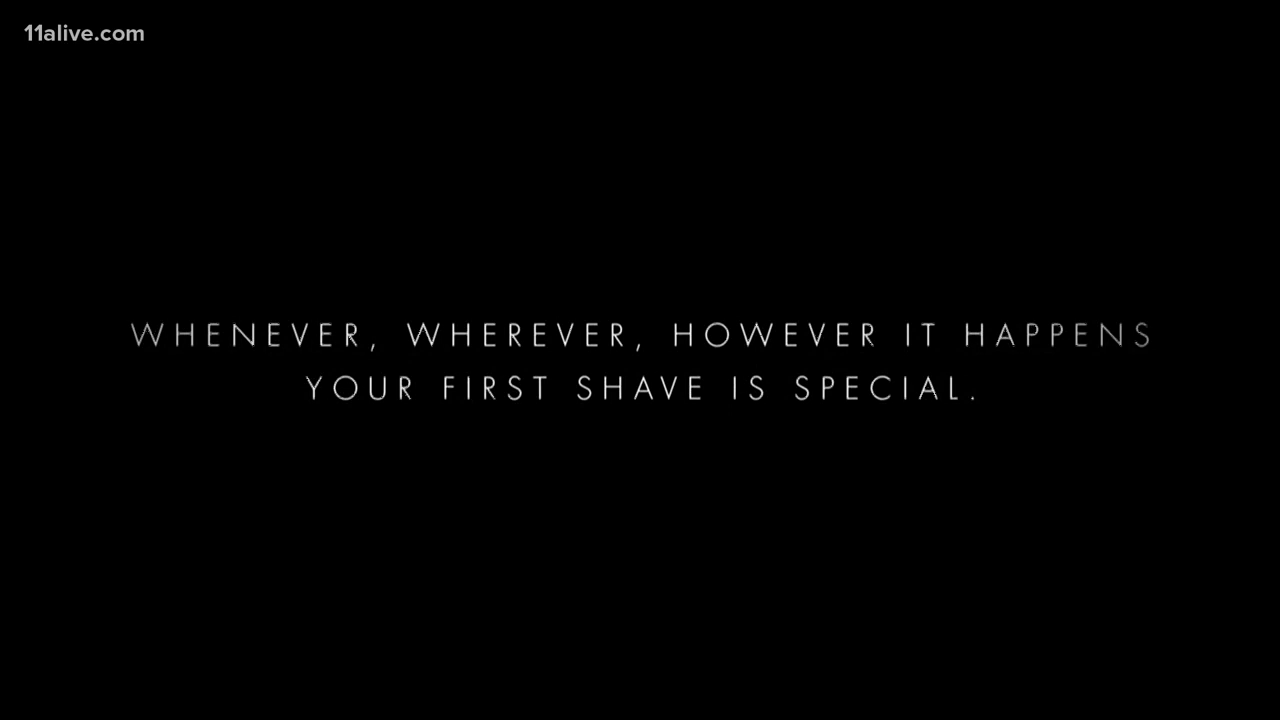 11alive.com
WHENEVER, WHEREVER, HOWEVER IT HAPPENS
YOUR FIRST SHAVE IS SPECIAL.